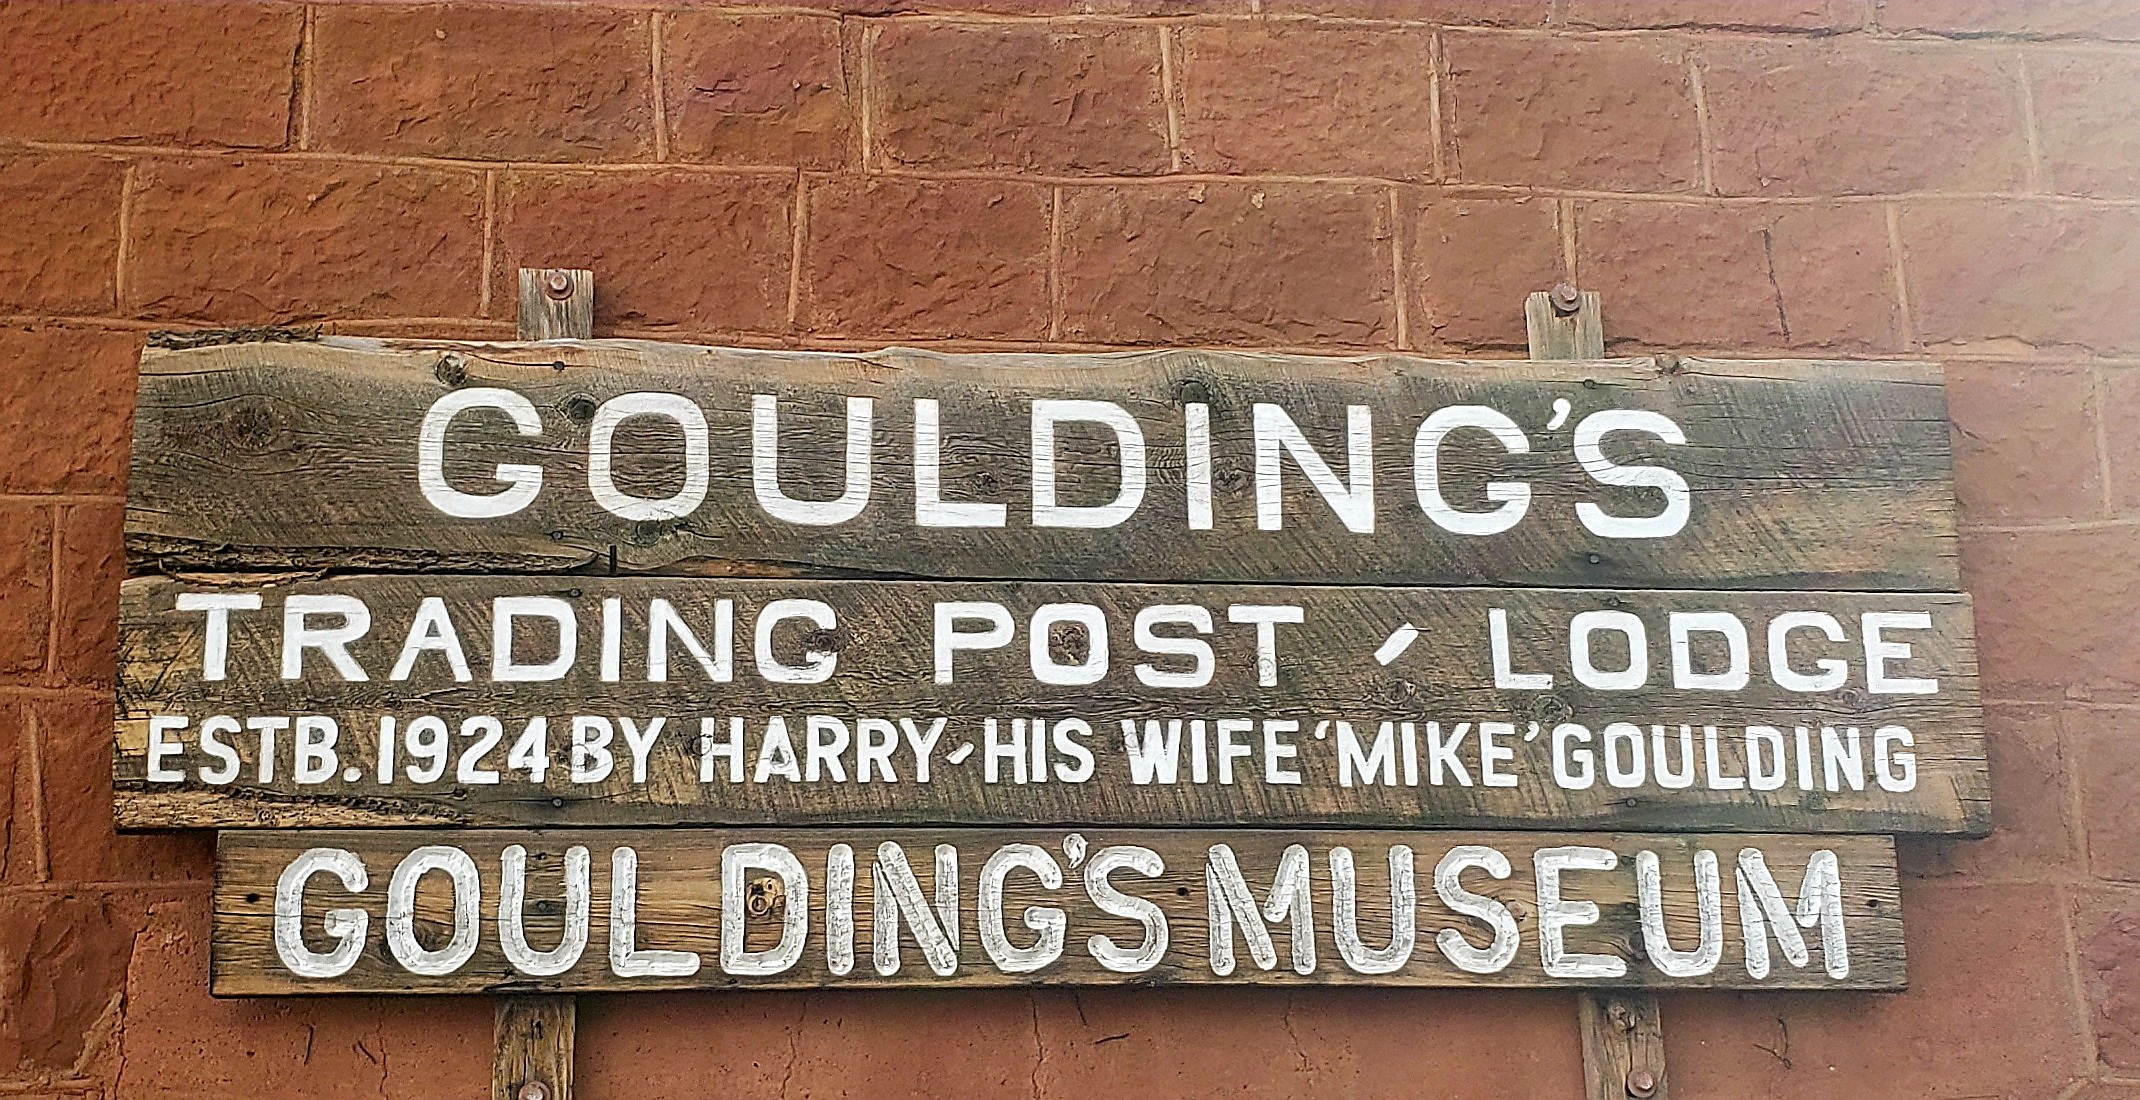 GOULDING'S
TRADING POST - LODGE
ESTB. 1924 BY HARRY-HIS WIFE 'MIKE' GOULDING
GOULDING'S MUSEUM